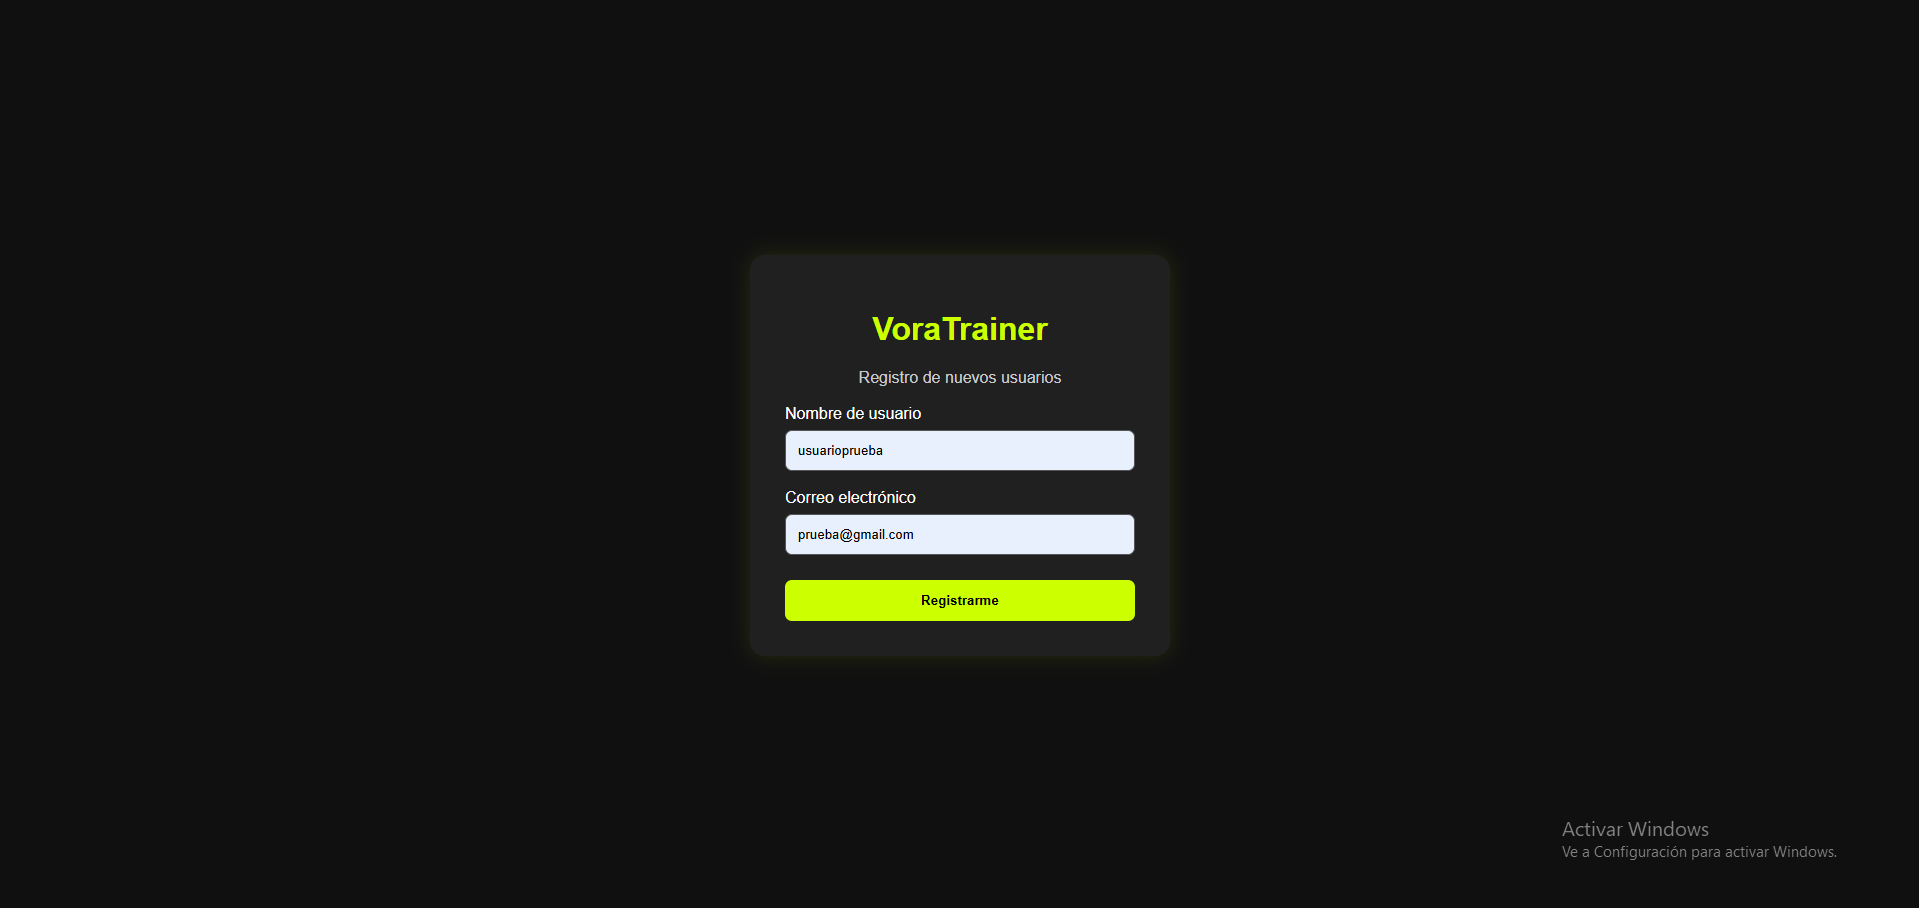 VoraTrainer
Registro de nuevos usuarios
Nombre de usuario
usuarioprueba
Correo electrónico
prueba@gmail.com
Registrarme
Activar Windows
Ve a Configuración para activar Windows.